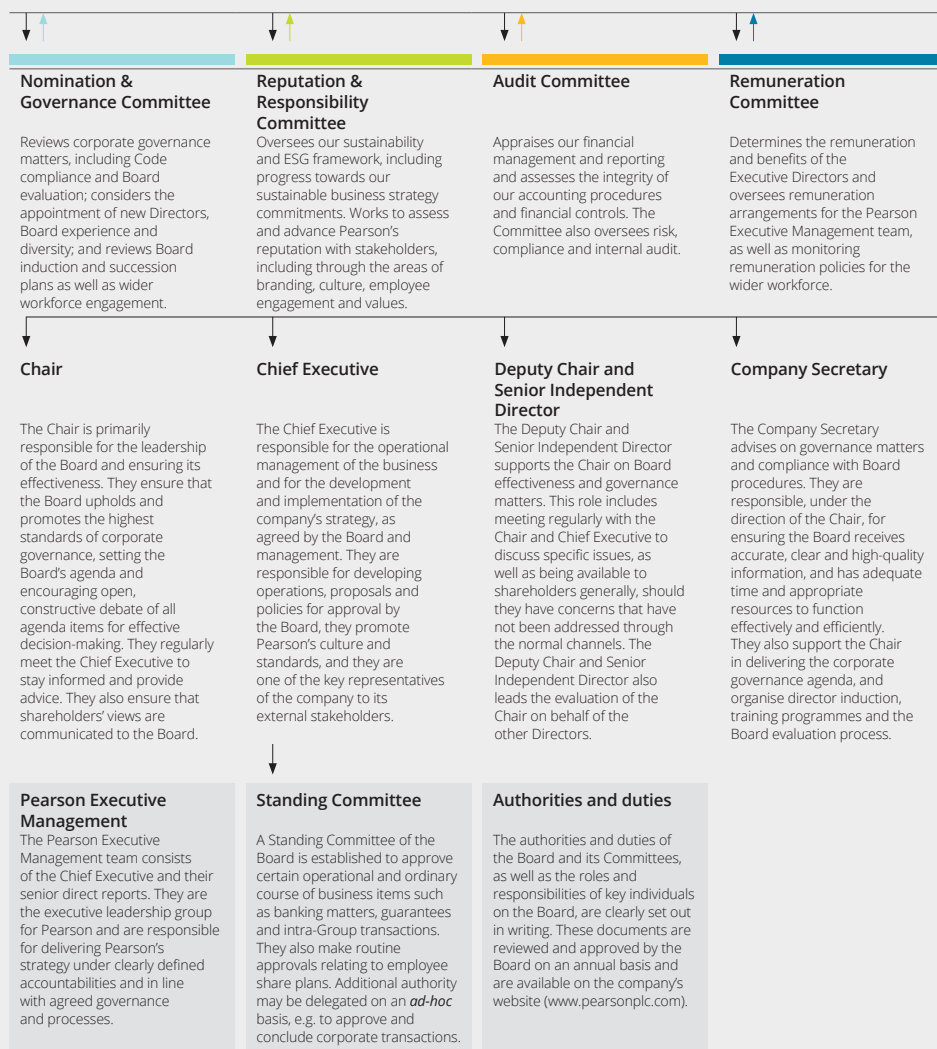 Nomination &
Governance Committee
Reviews corporate governance
matters, including Code
compliance and Board
evaluation; considers the
appointment of new Directors,
Board experience and
diversity; and reviews Board
induction and succession
plans as well as wider
workforce engagement.
Reputation &
Responsibility
Committee
Oversees our sustainability
and ESG framework, including
progress towards our
sustainable business strategy
commitments. Works to assess
and advance Pearson’s
reputation with stakeholders,
including through the areas of
branding, culture, employee
engagement and values.
Audit Committee
Appraises our financial
management and reporting
and assesses the integrity of
our accounting procedures
and financial controls. The
Committee also oversees risk,
compliance and internal audit.
Remuneration
Committee
Determines the remuneration
and benefits of the
Executive Directors and
oversees remuneration
arrangements for the Pearson
Executive Management team,
as well as monitoring
remuneration policies for the
wider workforce.
Chair
The Chair is primarily
responsible for the leadership
of the Board and ensuring its
effectiveness. They ensure that
the Board upholds and
promotes the highest
standards of corporate
governance, setting the
Board’s agenda and
encouraging open,
constructive debate of all
agenda items for effective
decision-making. They regularly
meet the Chief Executive to
stay informed and provide
advice. They also ensure that
shareholders’ views are
communicated to the Board.
Chief Executive
The Chief Executive is
responsible for the operational
management of the business
and for the development
and implementation of the
company’s strategy, as
agreed by the Board and
management. They are
responsible for developing
operations, proposals and
policies for approval by
the Board, they promote
Pearson’s culture and
standards, and they are
one of the key representatives
of the company to its
external stakeholders.
Deputy Chair and
Senior Independent
Director
The Deputy Chair and
Senior Independent Director
supports the Chair on Board
effectiveness and governance
matters. This role includes
meeting regularly with the
Chair and Chief Executive to
discuss specific issues, as
well as being available to
shareholders generally, should
they have concerns that have
not been addressed through
the normal channels. The
Deputy Chair and Senior
Independent Director also
leads the evaluation of the
Chair on behalf of the
other Directors.
Company Secretary
The Company Secretary
advises on governance matters
and compliance with Board
procedures. They are
responsible, under the
direction of the Chair, for
ensuring the Board receives
accurate, clear and high-quality
information, and has adequate
time and appropriate
resources to function
effectively and efficiently.
They also support the Chair
in delivering the corporate
governance agenda, and
organise director induction,
training programmes and the
Board evaluation process.
Pearson Executive
Management
The Pearson Executive
Management team consists
of the Chief Executive and their
senior direct reports. They are
the executive leadership group
for Pearson and are responsible
for delivering Pearson’s
strategy under clearly defined
accountabilities and in line
with agreed governance
and processes.
Standing Committee
A Standing Committee of the
Board is established to approve
certain operational and ordinary
course of business items such
as banking matters, guarantees
and intra-Group transactions.
They also make routine
approvals relating to employee
share plans. Additional authority
may be delegated on an ad-hoc
basis, e.g. to approve and
conclude corporate transactions.
Authorities and duties
The authorities and duties of
the Board and its Committees,
as well as the roles and
responsibilities of key individuals
on the Board, are clearly set out
in writing. These documents are
reviewed and approved by the
Board on an annual basis and
are available on the company’s
website (www.pearsonplc.com).